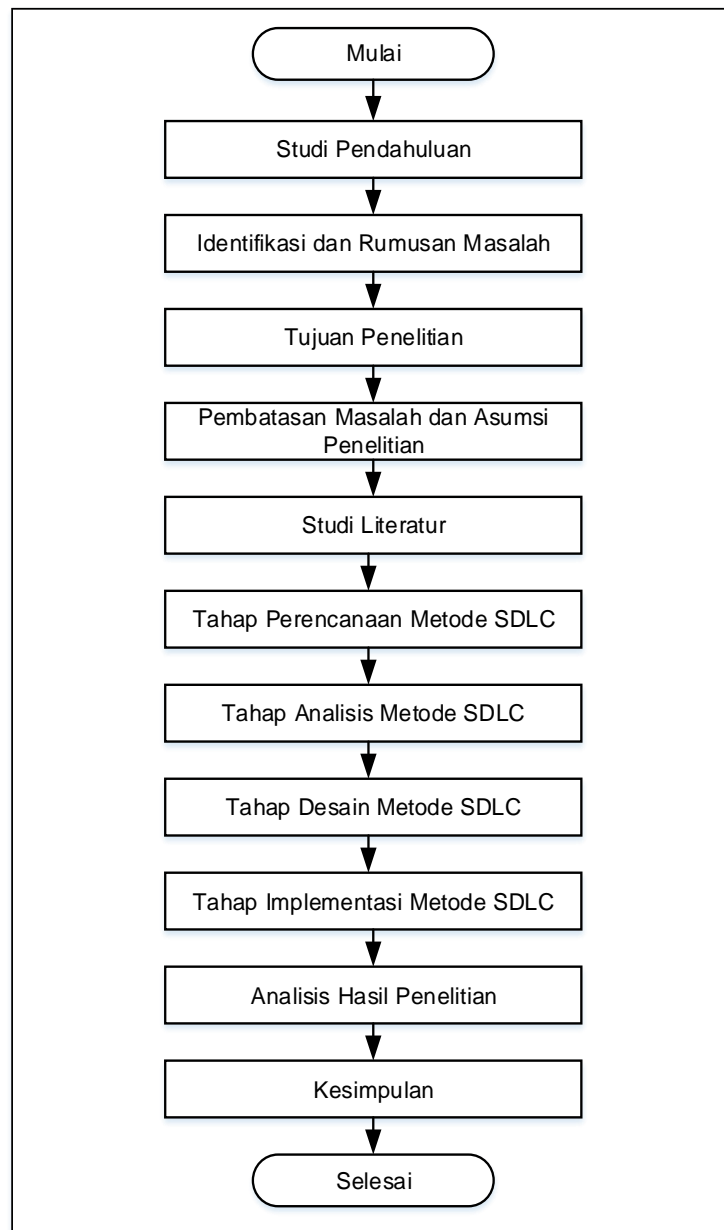 Mulai
Studi Pendahuluan
Identifikasi dan Rumusan Masalah
Tujuan Penelitian
Pembatasan Masalah dan Asumsi
Penelitian
Studi Literatur
Tahap Perencanaan Metode SDLC
Tahap Analisis Metode SDLC
Tahap Desain Metode SDLC
Tahap Implementasi Metode SDLC
Analisis Hasil Penelitian
Kesimpulan
Selesai